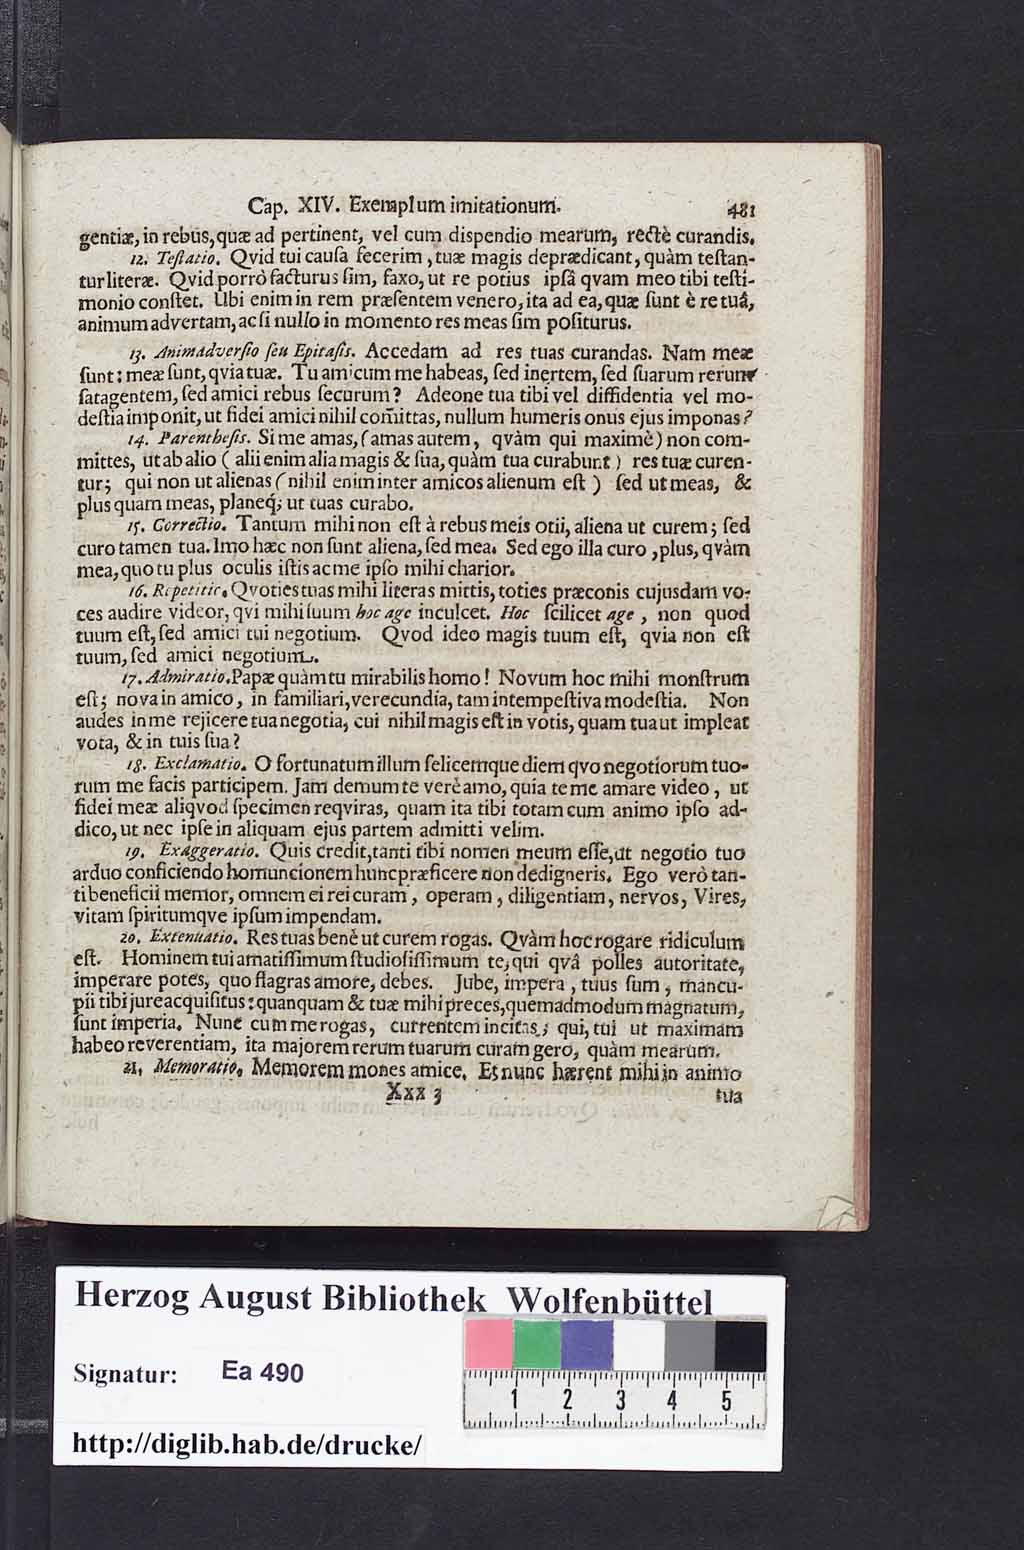 Cap. XIV. Exemplum imitationum. 481
gentiæ, in rebus, quæ ad pertinent, vel cum dispendio mearum, rectè curandis.
12. Teſtatio. Qvid tui cauſa fecerim, tuæ magis deprædicant, quàm teſtan-
tur literæ. Qvid porrò facturus ſim, faxo, ut re potius ipſâ qvam meo tibi teſti-
monio conſtet. Ubi enim in rem præſentem venero, ita ad ea, quæ ſunt è re tuâ,
animum advertam, ac ſi nullo in momento res meas ſim poſiturus.
13. Animadverſio ſeu Epitaſis. Accedam ad res tuas curandas. Nam meæ
ſunt: meæ ſunt, qvia tuæ. Tu amicum me habeas, ſed inertem, ſed ſuarum rerum
ſatagentem, ſed amici rebus ſecurum? Adeone tua tibi vel diffidentia vel mo-
deſtia imponit, ut fidei amici nihil com̃ittas, nullum humeris onus ejus imponas?
14. Parentheſis. Si me amas, (amas autem, qvàm qui maximè) non com-
mittes, ut ab alio (alii enim alia magis & ſua, quàm tua curabunt) res tuæ curen-
tur; qui non ut alienas (nihil enim inter amicos alienum eſt) ſed ut meas, &
plus quam meas, planeq́; ut tuas curabo.
15. Correctio. Tantum mihi non eſt à rebus meis otii, aliena ut curem; ſed
curo tamen tua. Imo hæc non ſunt aliena, ſed mea. Sed ego illa curo, plus, qvàm
mea, quo tu plus oculis iſtis ac me ipſo mihi charior.
16. Repetitio. Qvoties tuas mihi literas mittis, toties præconis cujusdam vo-
ces audire videor, qvi mihi ſuum hoc age inculcet. Hoc ſcilicet age, non quod
tuum eſt, ſed amici tui negotium. Qvod ideo magis tuum eſt, qvia non eſt
tuum, ſed amici negotium.
17. Admiratio. Papæ quàm tu mirabilis homo! Novum hoc mihi monſtrum
eſt; nova in amico, in familiari, verecundia, tam intempeſtiva modeſtia. Non
audes in me rejicere tua negotia, cui nihil magis eſt in votis, quam tua ut impleat
vota, & in tuis ſua?
18. Exclamatio. O fortunatum illum felicemque diem qvo negotiorum tuo-
rum me facis participem. Jam demum te verè amo, quia te me amare video, ut
fidei meæ aliqvod ſpecimen reqviras, quam ita tibi totam cum animo ipſo ad-
dico, ut nec ipſe in aliquam ejus partem admitti velim.
19. Exaggeratio. Quis credit, tanti tibi nomen meum eſſe, ut negotio tuo
arduo conficiendo homuncionem hunc præficere non dedigneris. Ego verò tan-
ti beneficii memor, omnem ei rei curam, operam, diligentiam, nervos, Vires,
vitam ſpiritumqve ipſum impendam.
20. Extenuatio. Res tuas benè ut curem rogas. Qvàm hoc rogare ridiculum
eſt. Hominem tui amatiſſimum ſtudioſiſſimum te, qui qvâ polles autoritate,
imperare potes, quo flagras amore, debes. Jube, impera, tuus ſum, mancu-
pii tibi jure acquiſitus: quanquam & tuæ mihi preces, quemadmodum magnatum,
ſunt imperia. Nunc cum me rogas, currentem incitas; qui, tui ut maximam
habeo reverentiam, ita majorem rerum tuarum curam gero, quàm mearum.
21. Memoratio. Memorem mones amice. Et nunc hærent mihi in animo
Xxx 3 tua
Herzog August Bibliothek Wolfenbüttel
Signatur: Ea 490
1 2 3 4 5
http://diglib.hab.de/drucke/